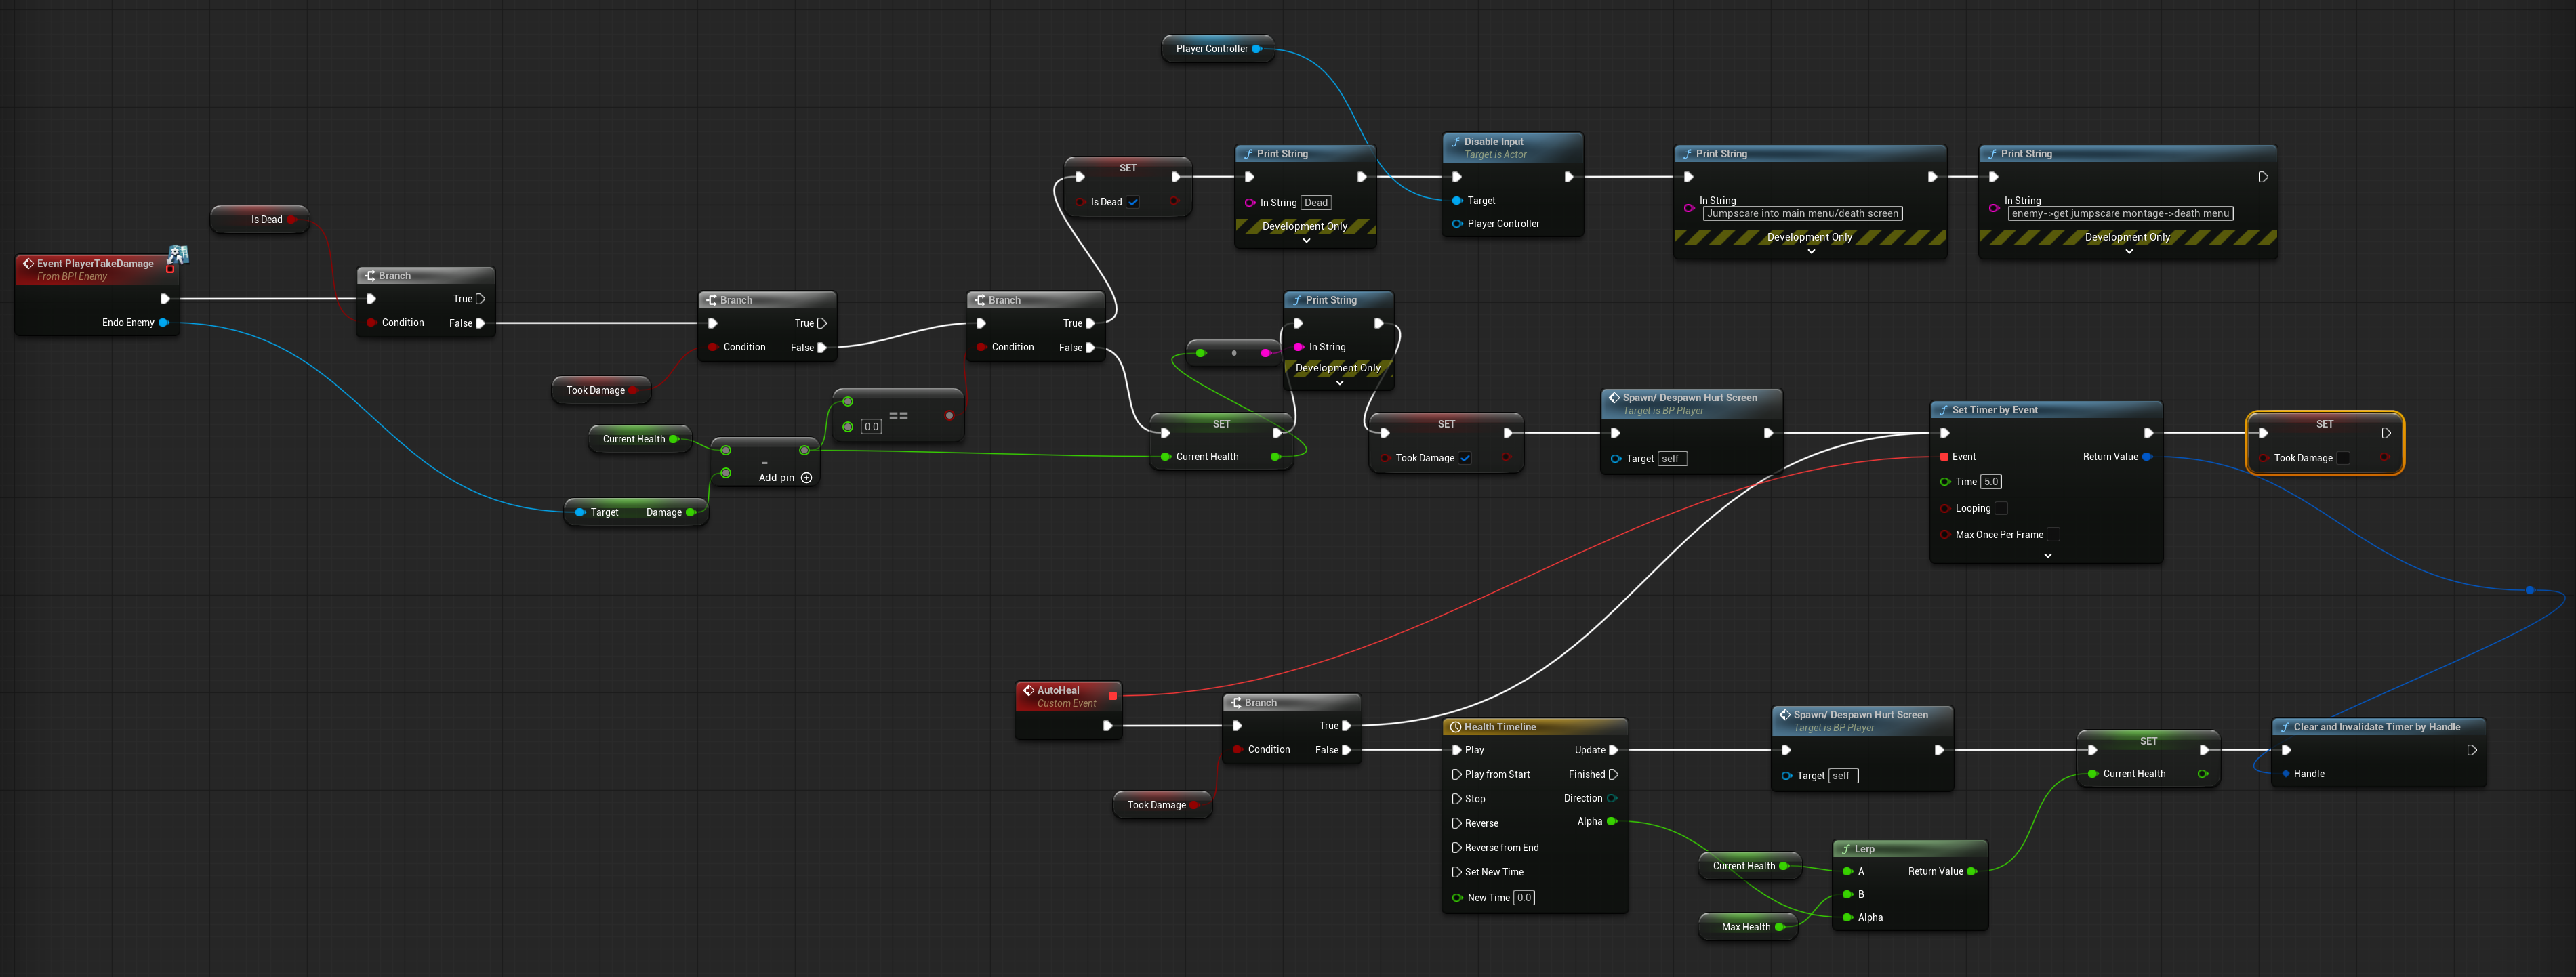 Player Controller
SET
Is Dead
Print String
In String Dead
Development Only
Disable Input
Target is Actor
Target
Player Controller
Print String
In String
Jumpscare into main menu/death screen
Development Only
Print String
In String
enemy->get jumpscare montage->death menu
Development Only
Is Dead
Event PlayerTakeDamage
From BPI Enemy
Endo Enemy
Branch
True
Condition
False
Branch
True
Condition
False
Took Damage
Branch
True
Condition
False
Current Health
Target
Damage
-
Add pin
==
0.0
Print String
In String
Development Only
SET
Current Health
SET
Took Damage
Spawn/ Despawn Hurt Screen
Target is BP Player
Target self
Set Timer by Event
Event
Return Value
Time 5.0
Looping
Max Once Per Frame
SET
Took Damage
AutoHeal
Custom Event
Branch
True
Condition
False
Took Damage
Health Timeline
Play
Update
Play from Start
Finished
Stop
Direction
Reverse
Alpha
Reverse from End
Set New Time
New Time 0.0
Spawn/ Despawn Hurt Screen
Target is BP Player
Target self
Current Health
Max Health
Lerp
A
Return Value
B
Alpha
SET
Current Health
Clear and Invalidate Timer by Handle
Handle